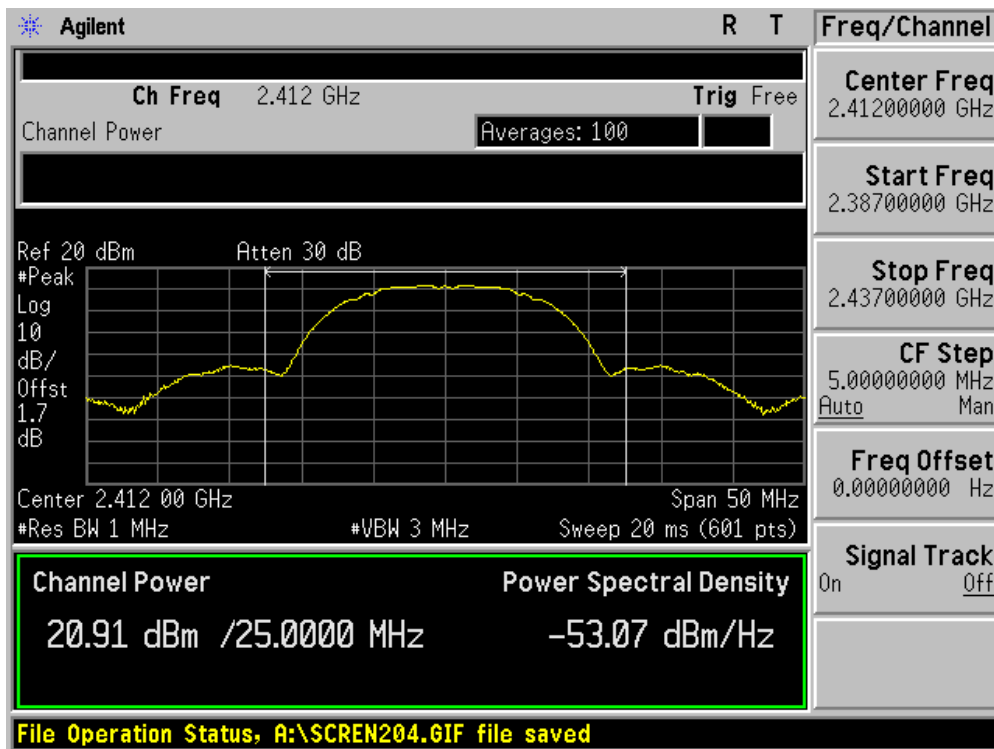 Agilent R T Freq/Channel
Ch Freq 2.412 GHz Trig Free
Channel Power Averages: 100
Center Freq
2.41200000 GHz
Start Freq
2.38700000 GHz
Stop Freq
2.43700000 GHz
CF Step
5.00000000 MHz
Auto Man
Freq Offset
0.00000000 Hz
Signal Track
On Off
Ref 20 dBm Atten 30 dB
#Peak
Log
10
dB/
Offst
1.7
dB
Center 2.412 00 GHz Span 50 MHz
#Res BW 1 MHz #VBW 3 MHz Sweep 20 ms (601 pts)
Channel Power Power Spectral Density
20.91 dBm /25.0000 MHz -53.07 dBm/Hz
File Operation Status, A:\SCREN204.GIF file saved